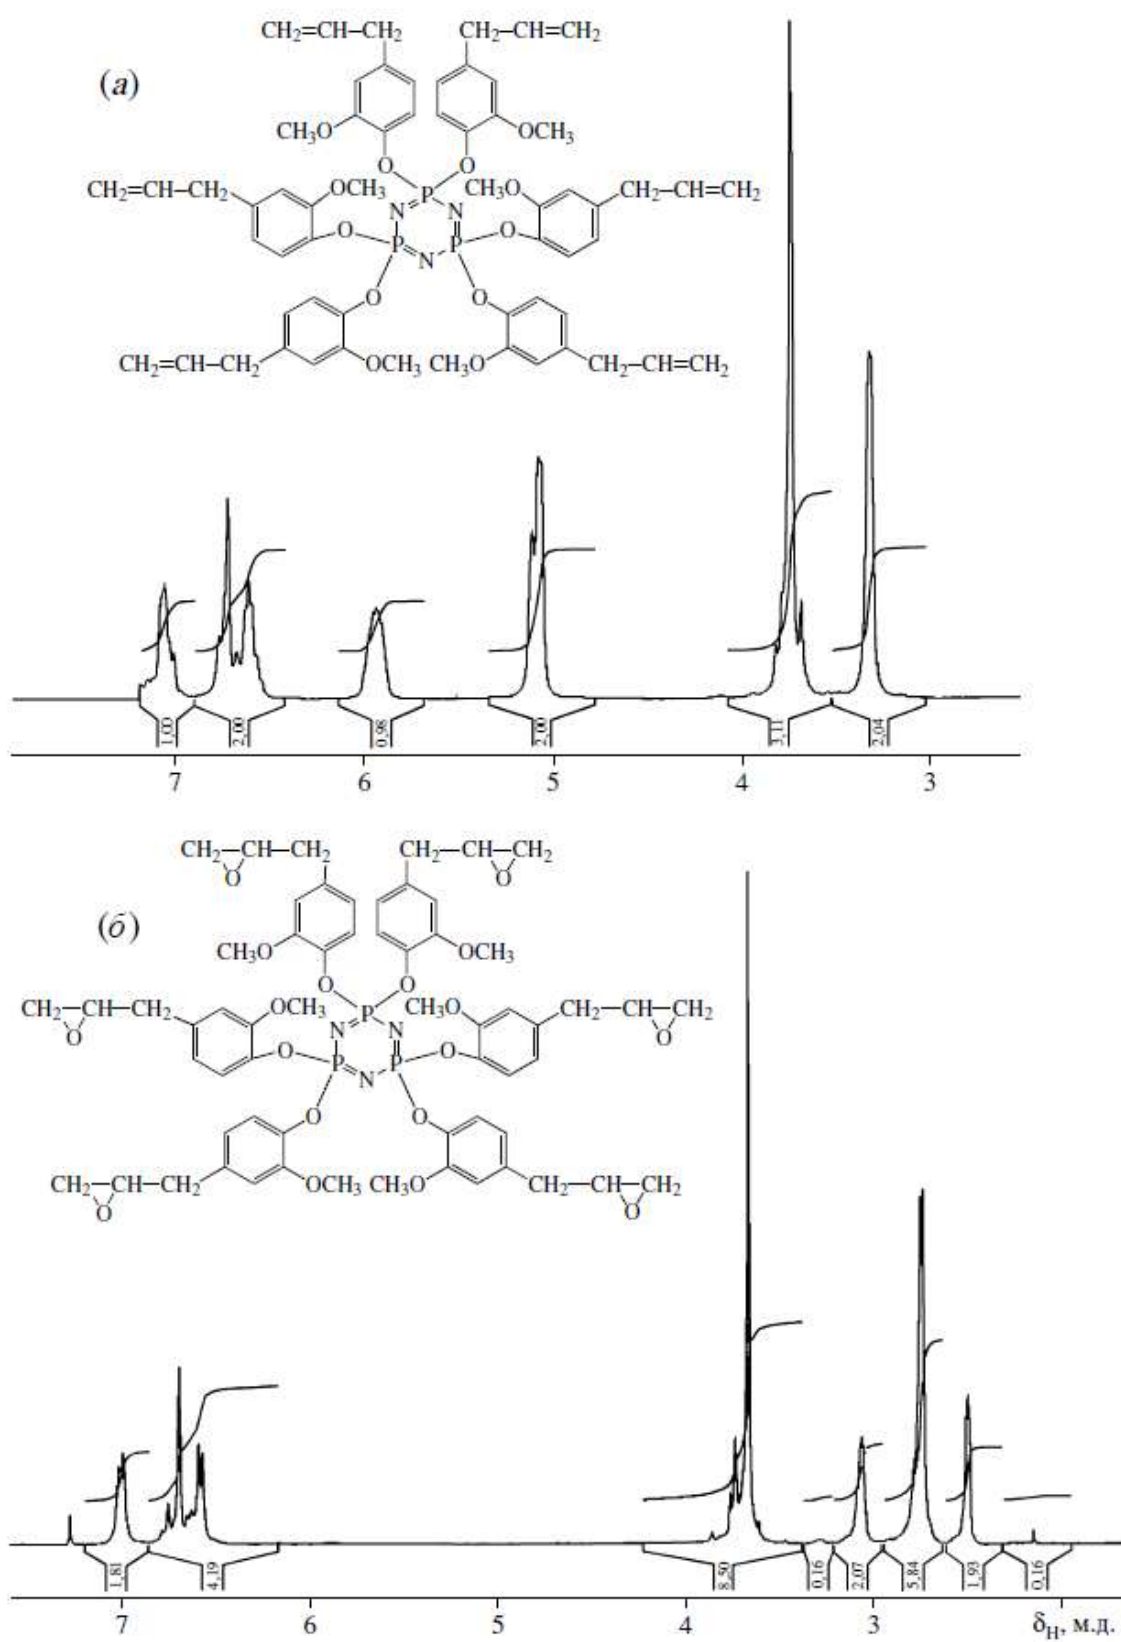 CH2=CH–CH2 CH2–CH=CH2
(а)
CH3O OCH3
O O
CH2=CH–CH2 OCH3 P CH3O CH2–CH=CH2
N N
O P P O
N
O O
CH2=CH–CH2 OCH3 CH3O CH2–CH=CH2
1,00 2,00 0,98 2,00 3,11 2,04
7 6 5 4 3
CH2–CH–CH2 CH2–CH–CH2
O O
(б)
CH3O OCH3
O O
CH2–CH–CH2 OCH3 P CH3O CH2–CH–CH2
O N N O
O P P O
N
O O
CH2–CH–CH2 OCH3 CH3O CH2–CH–CH2
O O
1,81 4,19 8,50 0,16 2,07 5,84 1,93 0,16
7 6 5 4 3 δH, м.д.